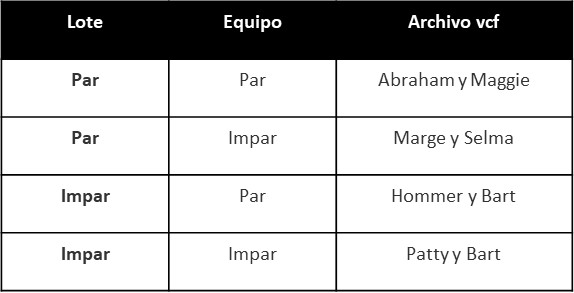 Lote Equipo Archivo vcf
Par Par Abraham y Maggie
Par Impar Marge y Selma
Impar Par Hommer y Bart
Impar Impar Patty y Bart